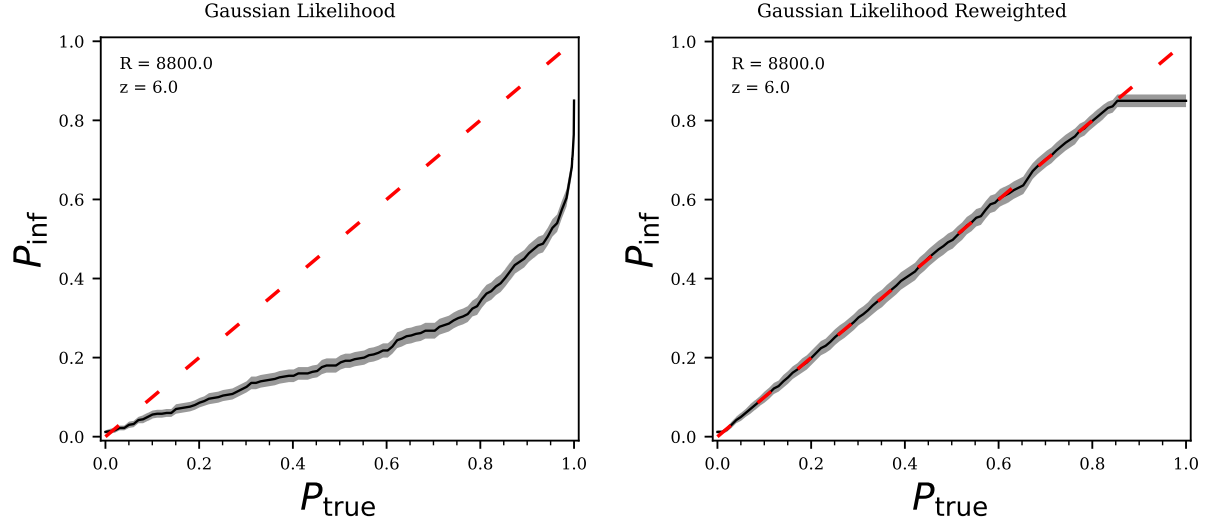 Gaussian Likelihood
R = 8800.0
z = 6.0
1.0
0.8
0.6
0.4
0.2
0.0
P_inf
0.0 0.2 0.4 0.6 0.8 1.0
P_true
Gaussian Likelihood Reweighted
R = 8800.0
z = 6.0
1.0
0.8
0.6
0.4
0.2
0.0
P_inf
0.0 0.2 0.4 0.6 0.8 1.0
P_true